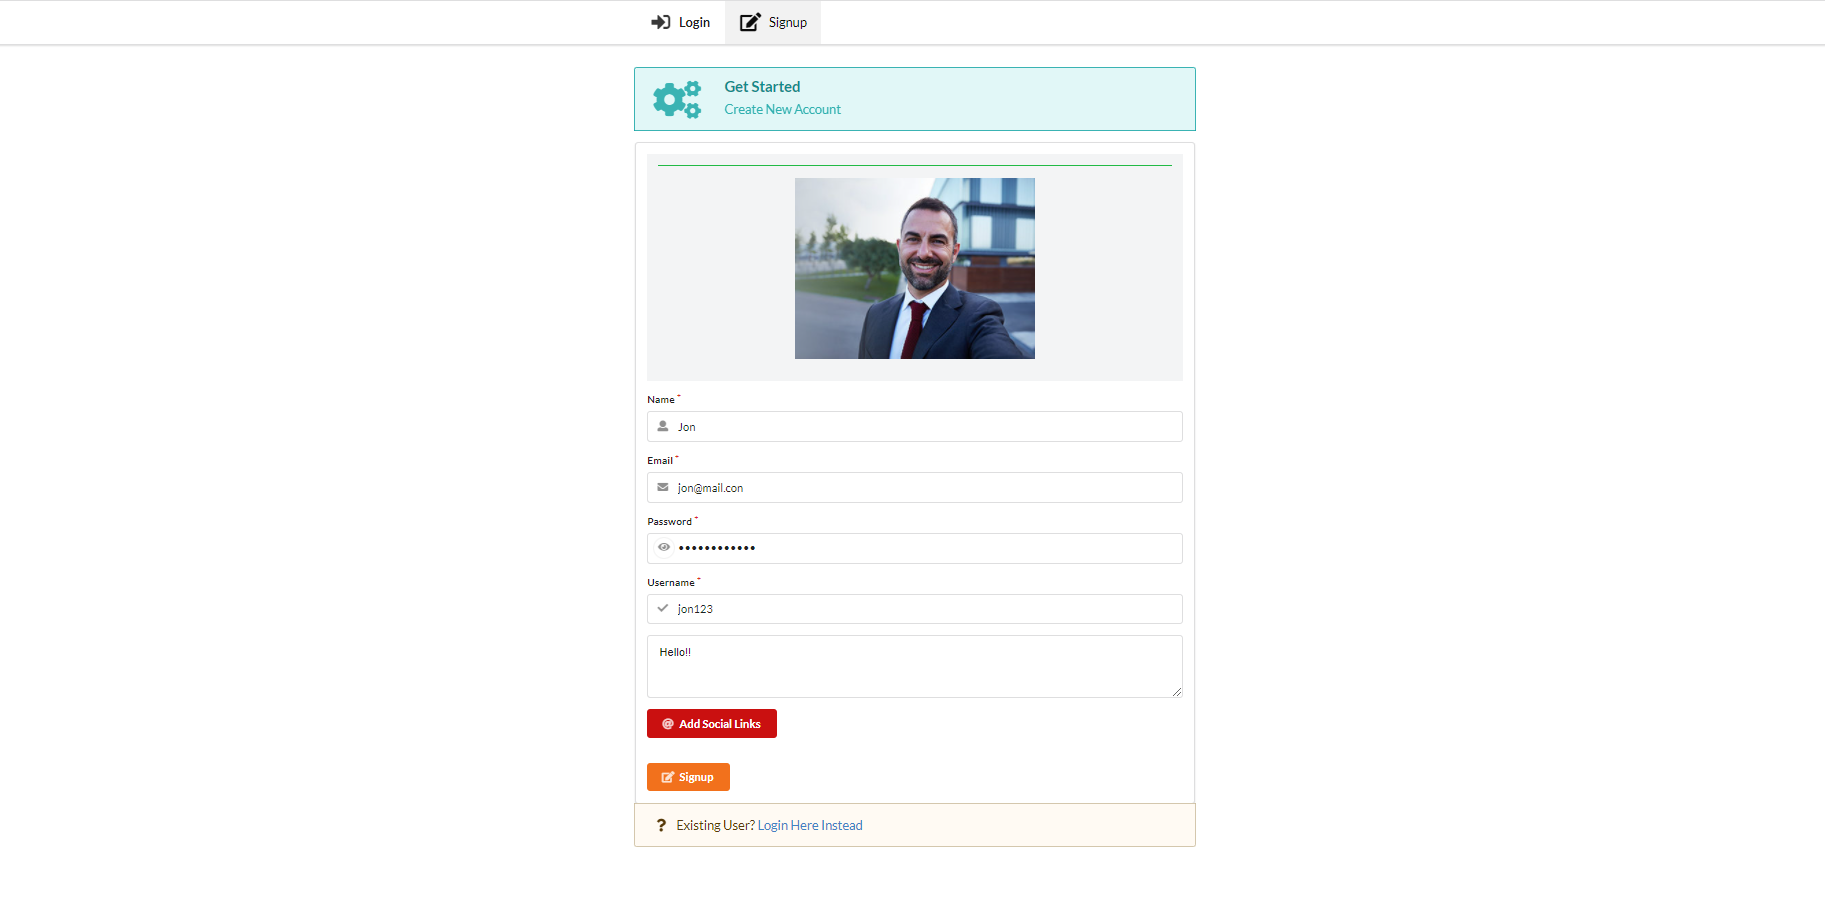 Login
Signup
Get Started
Create New Account
Name *
Jon
Email *
jon@mail.con
Password *
••••••••••••
Username *
jon123
Hello!!
Add Social Links
Signup
Existing User? Login Here Instead